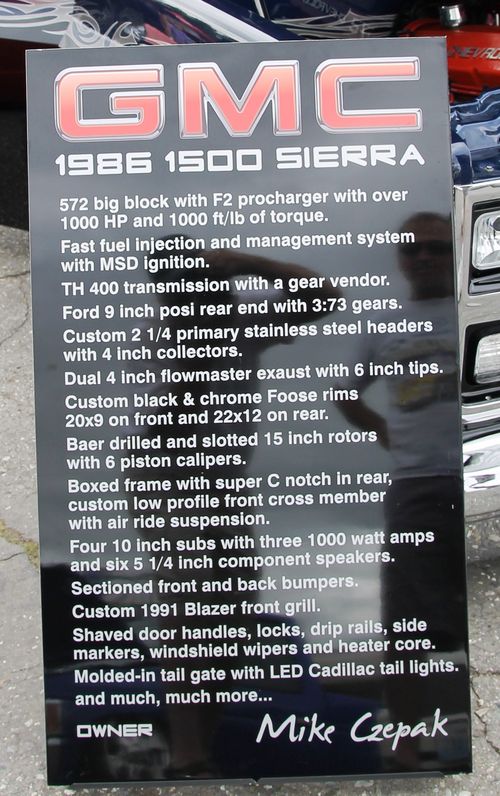 GMC
1986 1500 SIERRA
572 big block with F2 procharger with over
1000 HP and 1000 ft/lb of torque.
Fast fuel injection and management system
with MSD ignition.
TH 400 transmission with a gear vendor.
Ford 9 inch posi rear end with 3:73 gears.
Custom 2 1/4 primary stainless steel headers
with 4 inch collectors.
Dual 4 inch flowmaster exaust with 6 inch tips.
Custom black & chrome Foose rims
20x9 on front and 22x12 on rear.
Baer drilled and slotted 15 inch rotors
with 6 piston calipers.
Boxed frame with super C notch in rear,
custom low profile front cross member
with air ride suspension.
Four 10 inch subs with three 1000 watt amps
and six 5 1/4 inch component speakers.
Sectioned front and back bumpers.
Custom 1991 Blazer front grill.
Shaved door handles, locks, drip rails, side
markers, windshield wipers and heater core.
Molded-in tail gate with LED Cadillac tail lights.
and much, much more...
OWNER Mike Czepak